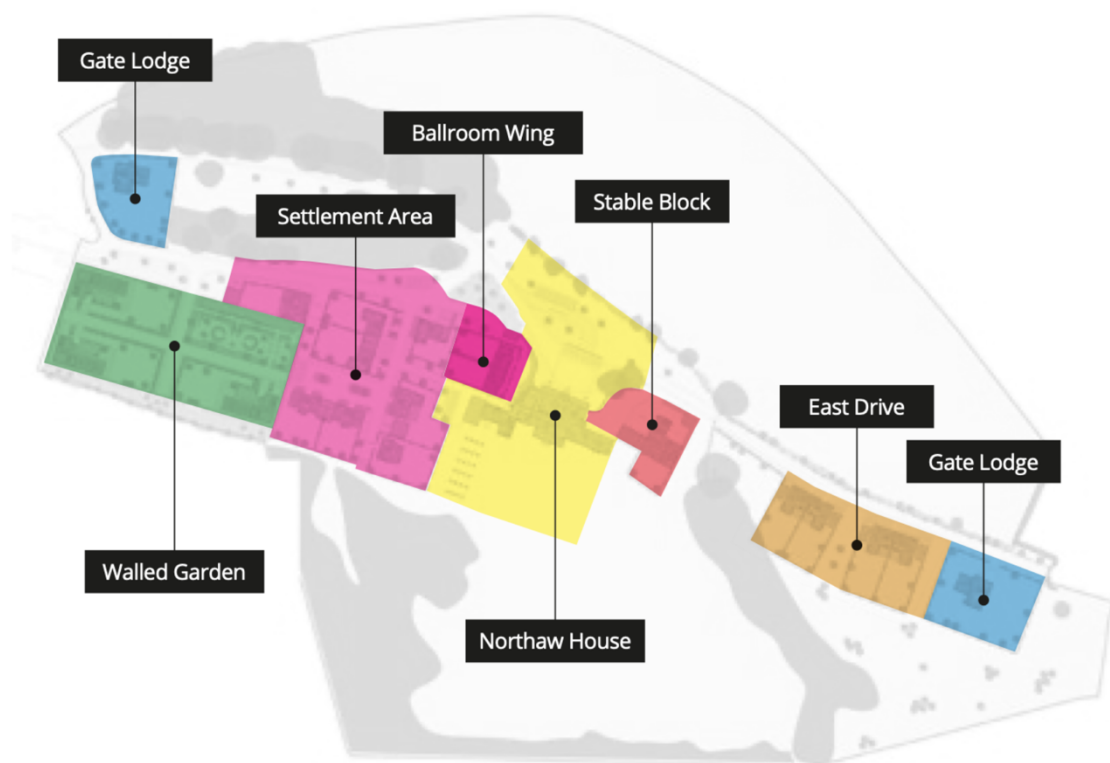 Gate Lodge
Ballroom Wing
Stable Block
Settlement Area
East Drive
Gate Lodge
Walled Garden
Northaw House